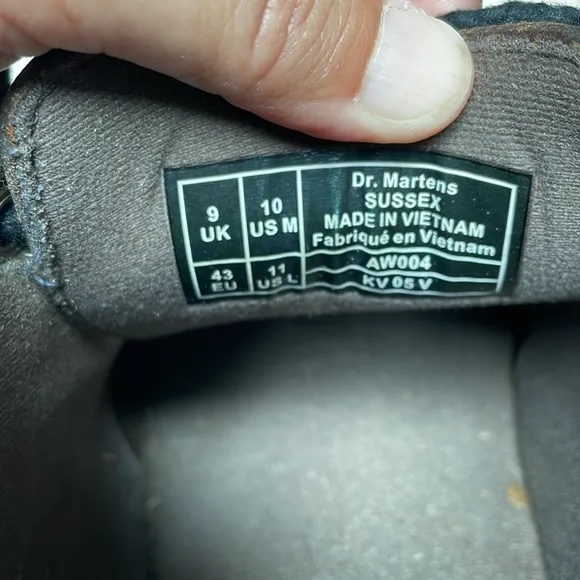 9
UK
10
US M
43
EU
11
US L
Dr. Martens
SUSSEX
MADE IN VIETNAM
Fabriqué en Vietnam
AW004
KV 05 V